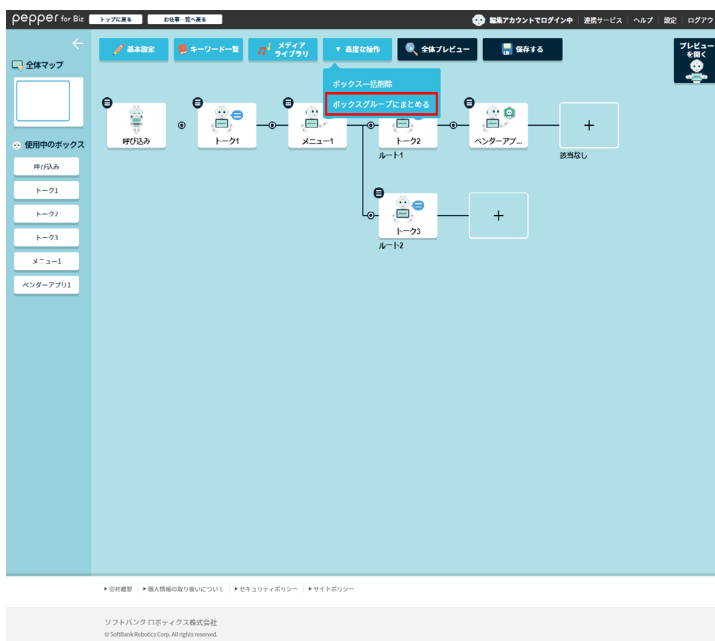 pepper for Biz
トップに戻る
お仕事一覧へ戻る
編集アカウントでログイン中
連携サービス
ヘルプ
設定
ログアウ
全体マップ
基本設定
キーワード一覧
メディア
ライブラリ
▼ 高度な操作
全体プレビュー
保存する
プレビュー
を開く
ボックス一括削除
ボックスグループにまとめる
使用中のボックス
呼び込み
トーク1
トーク2
トーク3
メニュー1
ベンダーアプリ1
呼び込み
トーク1
メニュー1
トーク2
ベンダーアプ...
+
ルート1
該当なし
トーク3
+
ルート2
▶ 会社概要
▶ 個人情報の取り扱いについて
▶ セキュリティポリシー
▶ サイトポリシー
ソフトバンク ロボティクス株式会社
© SoftBank Robotics Corp. All rights reserved.